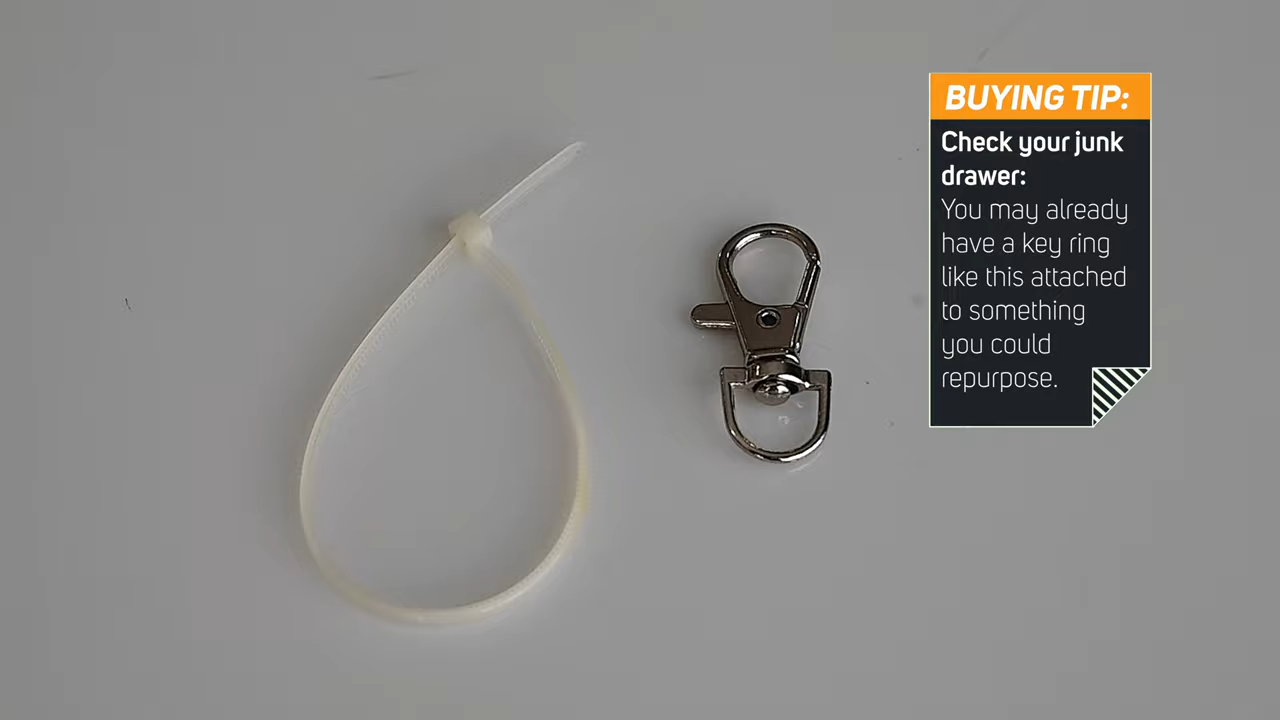 BUYING TIP:
Check your junk
drawer:
You may already
have a key ring
like this attached
to something
you could
repurpose.